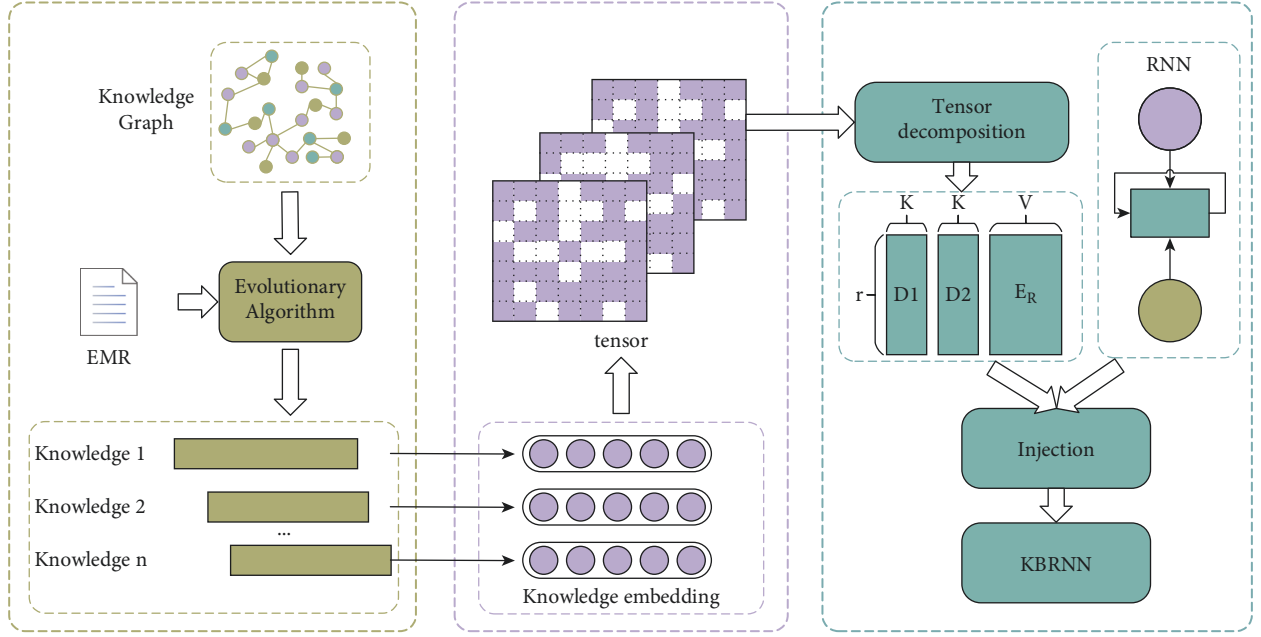 Knowledge
Graph
EMR
Evolutionary
Algorithm
Knowledge 1
Knowledge 2
...
Knowledge n
tensor
Knowledge embedding
Tensor
decomposition
K
K
V
r
D1
D2
E_R
RNN
Injection
KBRNN